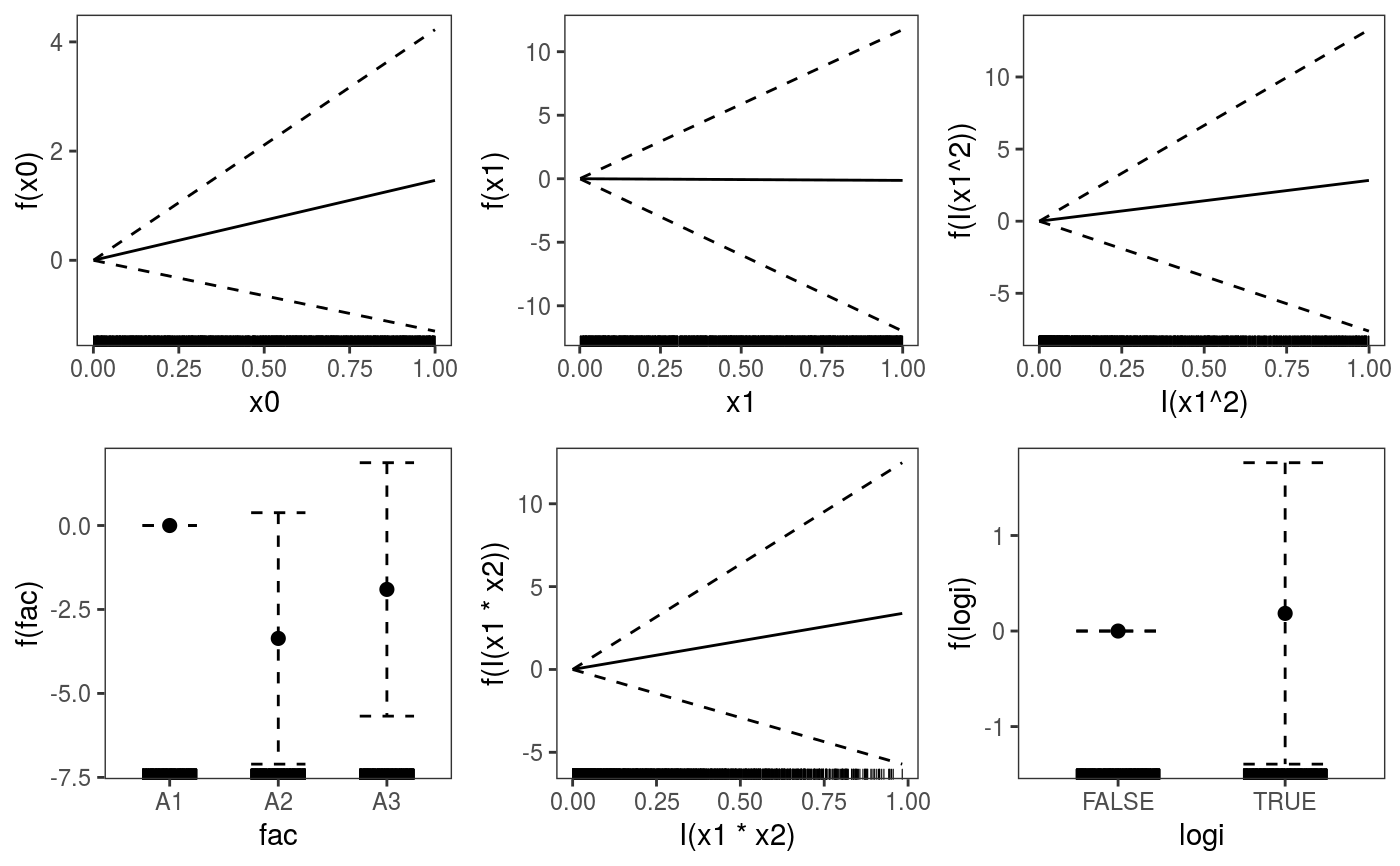 f(x0)
4
2
0
0.00 0.25 0.50 0.75 1.00
x0
f(x1)
10
5
0
-5
-10
0.00 0.25 0.50 0.75 1.00
x1
f(I(x1^2))
10
5
0
-5
0.00 0.25 0.50 0.75 1.00
I(x1^2)
f(fac)
0.0
-2.5
-5.0
-7.5
A1 A2 A3
fac
f(I(x1 * x2))
10
5
0
-5
0.00 0.25 0.50 0.75 1.00
I(x1 * x2)
f(logi)
1
0
-1
FALSE TRUE
logi